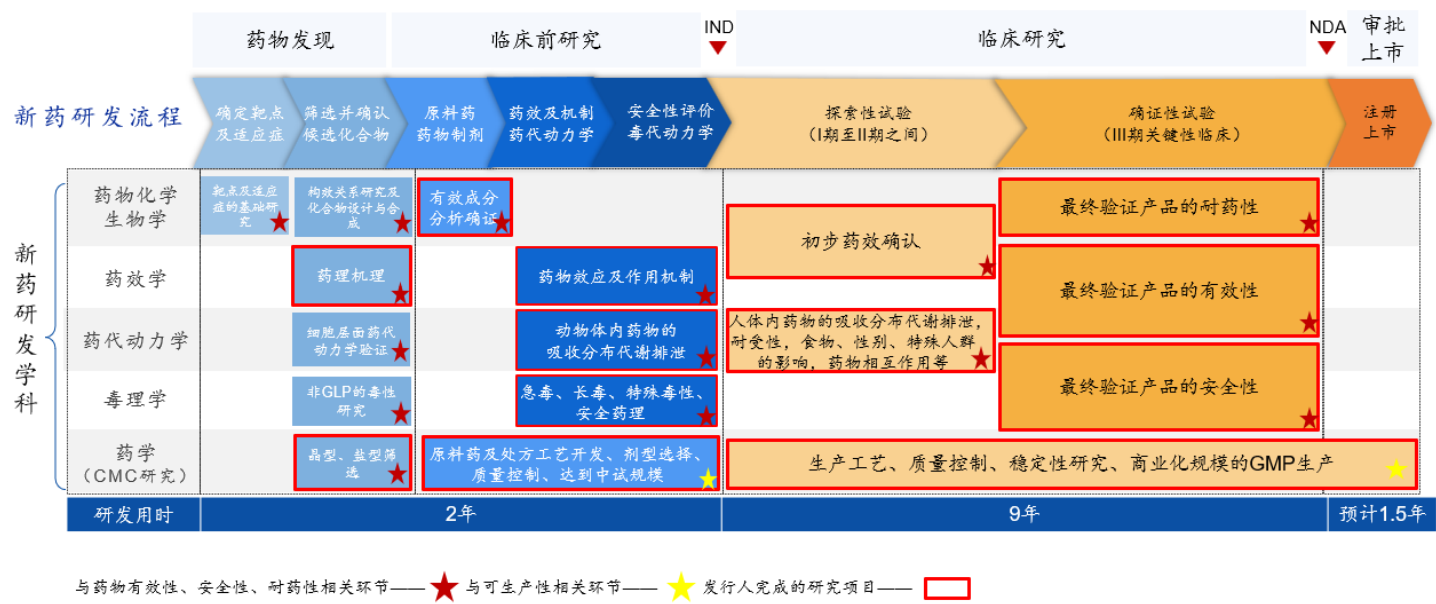 药物发现
临床前研究
IND
临床研究
NDA
审批
上市
新药研发流程
确定靶点
及适应症
筛选并确认
候选化合物
原料药
药物制剂
药效及机制
药代动力学
安全性评价
毒代动力学
探索性试验
（I期至II期之间）
确证性试验
（III期关键性临床）
注册
上市
新药研发学科
药物化学
生物学
靶点及适应
症的基础研
究
构效关系研究及
化合物设计与合
成
有效成分
分析确证
初步药效确认
最终验证产品的耐药性
药效学
药理机理
药物效应及作用机制
最终验证产品的有效性
药代动力学
细胞层面药代
动力学验证
动物体内药物的
吸收分布代谢排泄
人体内药物的吸收分布代谢排泄，
耐受性，食物、性别、特殊人群
的影响，药物相互作用等
毒理学
非GLP的毒性
研究
急毒、长毒、特殊毒性、
安全药理
最终验证产品的安全性
药学
（CMC研究）
晶型、盐型筛
选
原料药及处方工艺开发、剂型选择、
质量控制、达到中试规模
生产工艺、质量控制、稳定性研究、商业化规模的GMP生产
研发用时
2年
9年
预计1.5年
与药物有效性、安全性、耐药性相关环节——
与可生产性相关环节——
发行人完成的研究项目——